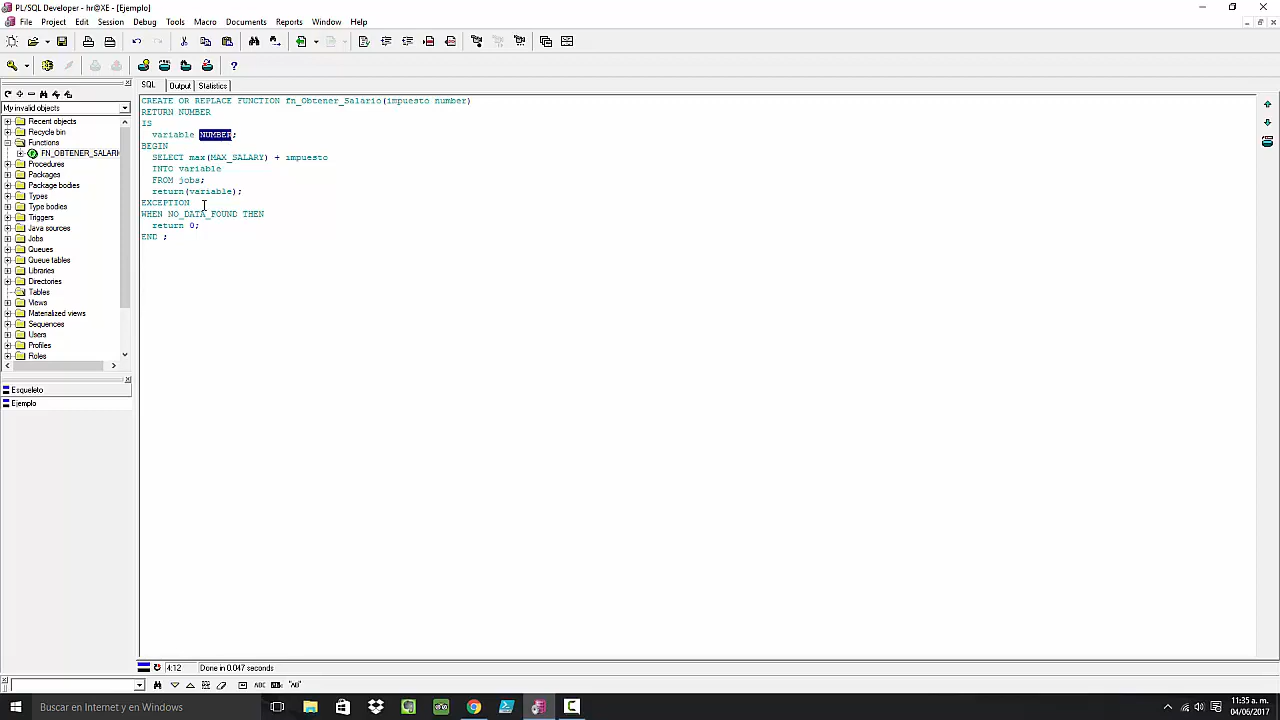 PL/SQL Developer - hr@XE - [Ejemplo]
File Project Edit Session Debug Tools Macro Documents Reports Window Help
SQL Output Statistics
My invalid objects
Recent objects
Recycle bin
Functions
FN_OBTENER_SALARI
Procedures
Packages
Package bodies
Types
Type bodies
Triggers
Java sources
Jobs
Queues
Queue tables
Libraries
Directories
Tables
Views
Materialized views
Sequences
Users
Profiles
Roles
Esqueleto
Ejemplo
CREATE OR REPLACE FUNCTION fn_Obtener_Salario(impuesto number)
RETURN NUMBER
IS
variable NUMBER;
BEGIN
SELECT max(MAX_SALARY) + impuesto
INTO variable
FROM jobs;
return(variable);
EXCEPTION
WHEN NO_DATA_FOUND THEN
return 0;
END ;
4:12 Done in 0.047 seconds
ABC
"AB"
Buscar en Internet y en Windows
11:35 a. m.
04/06/2017